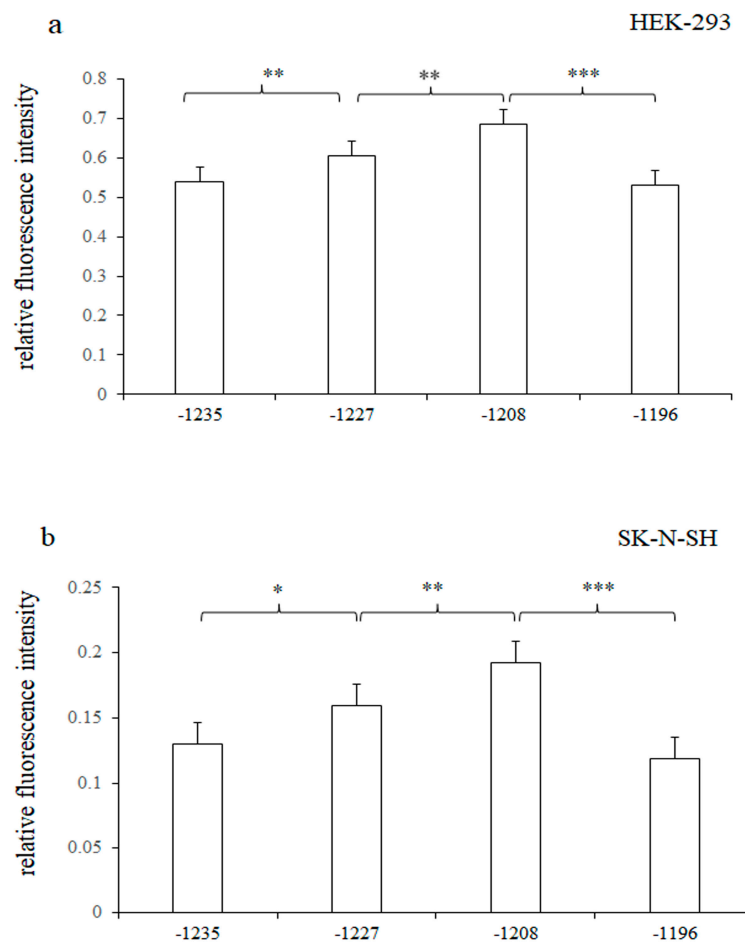 a
HEK-293
** ** ***
0.8
0.7
0.6
0.5
0.4
0.3
0.2
0.1
0
relative fluorescence intensity
-1235 -1227 -1208 -1196
b
SK-N-SH
* ** ***
0.25
0.2
0.15
0.1
0.05
0
relative fluorescence intensity
-1235 -1227 -1208 -1196